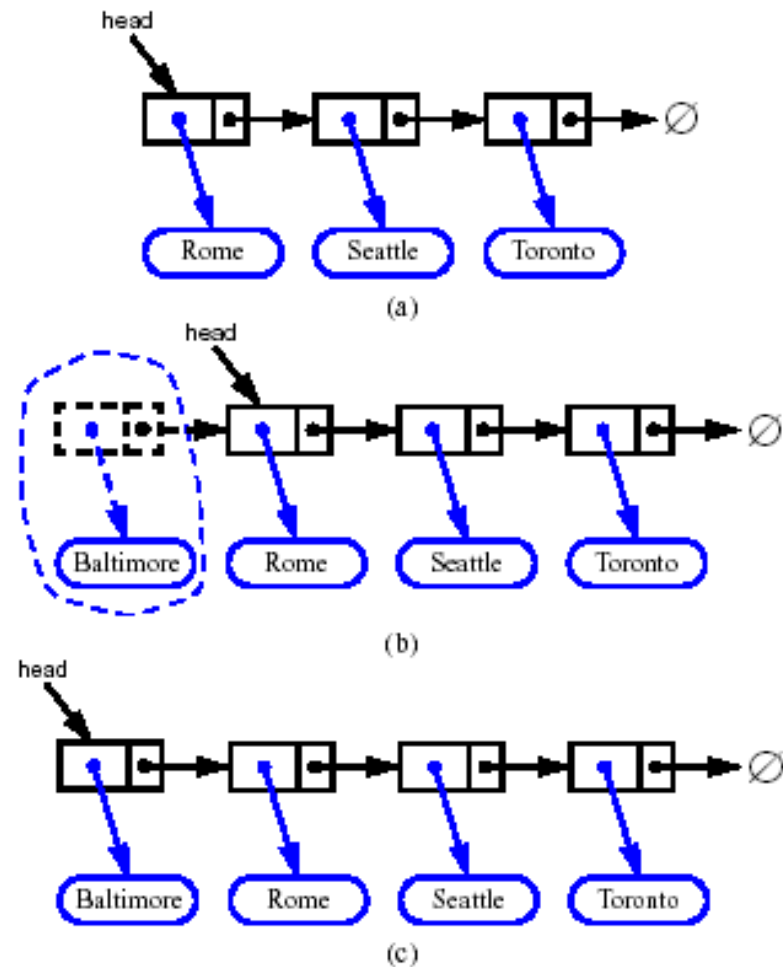 head
Rome Seattle Toronto
(a)
head
Baltimore Rome Seattle Toronto
(b)
head
Baltimore Rome Seattle Toronto
(c)